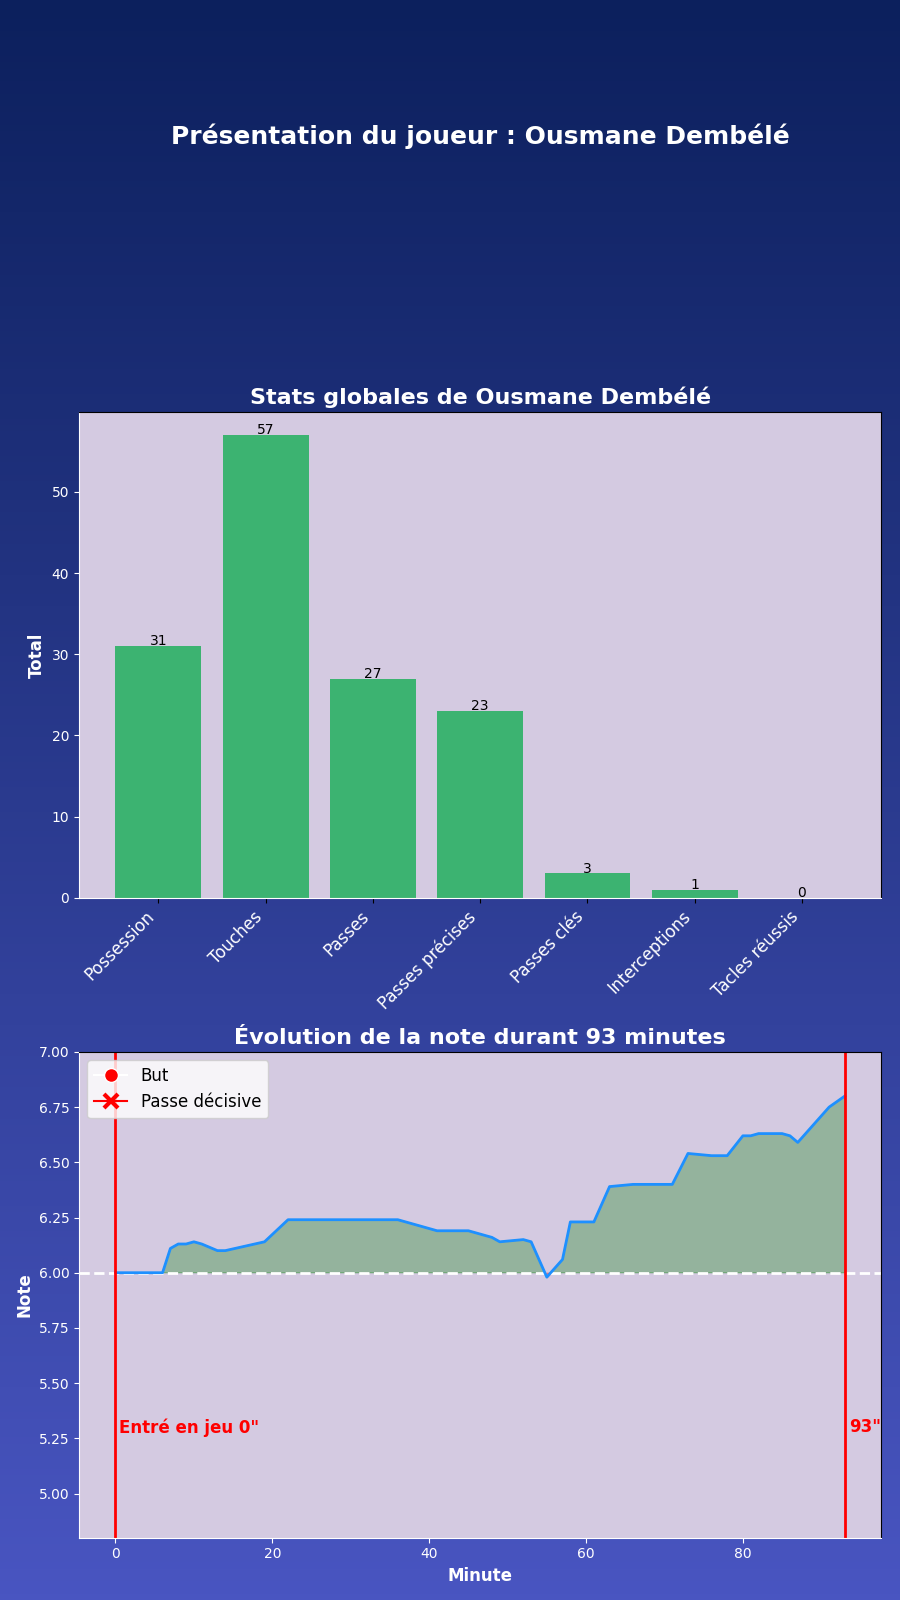 Présentation du joueur : Ousmane Dembélé
Stats globales de Ousmane Dembélé
Total
50
40
30
20
10
0
31
57
27
23
3
1
0
Possession
Touches
Passes
Passes précises
Passes clés
Interceptions
Tacles réussis
Évolution de la note durant 93 minutes
Note
7.00
6.75
6.50
6.25
6.00
5.75
5.50
5.25
5.00
But
Passe décisive
Entré en jeu 0"
93"
0
20
40
60
80
Minute